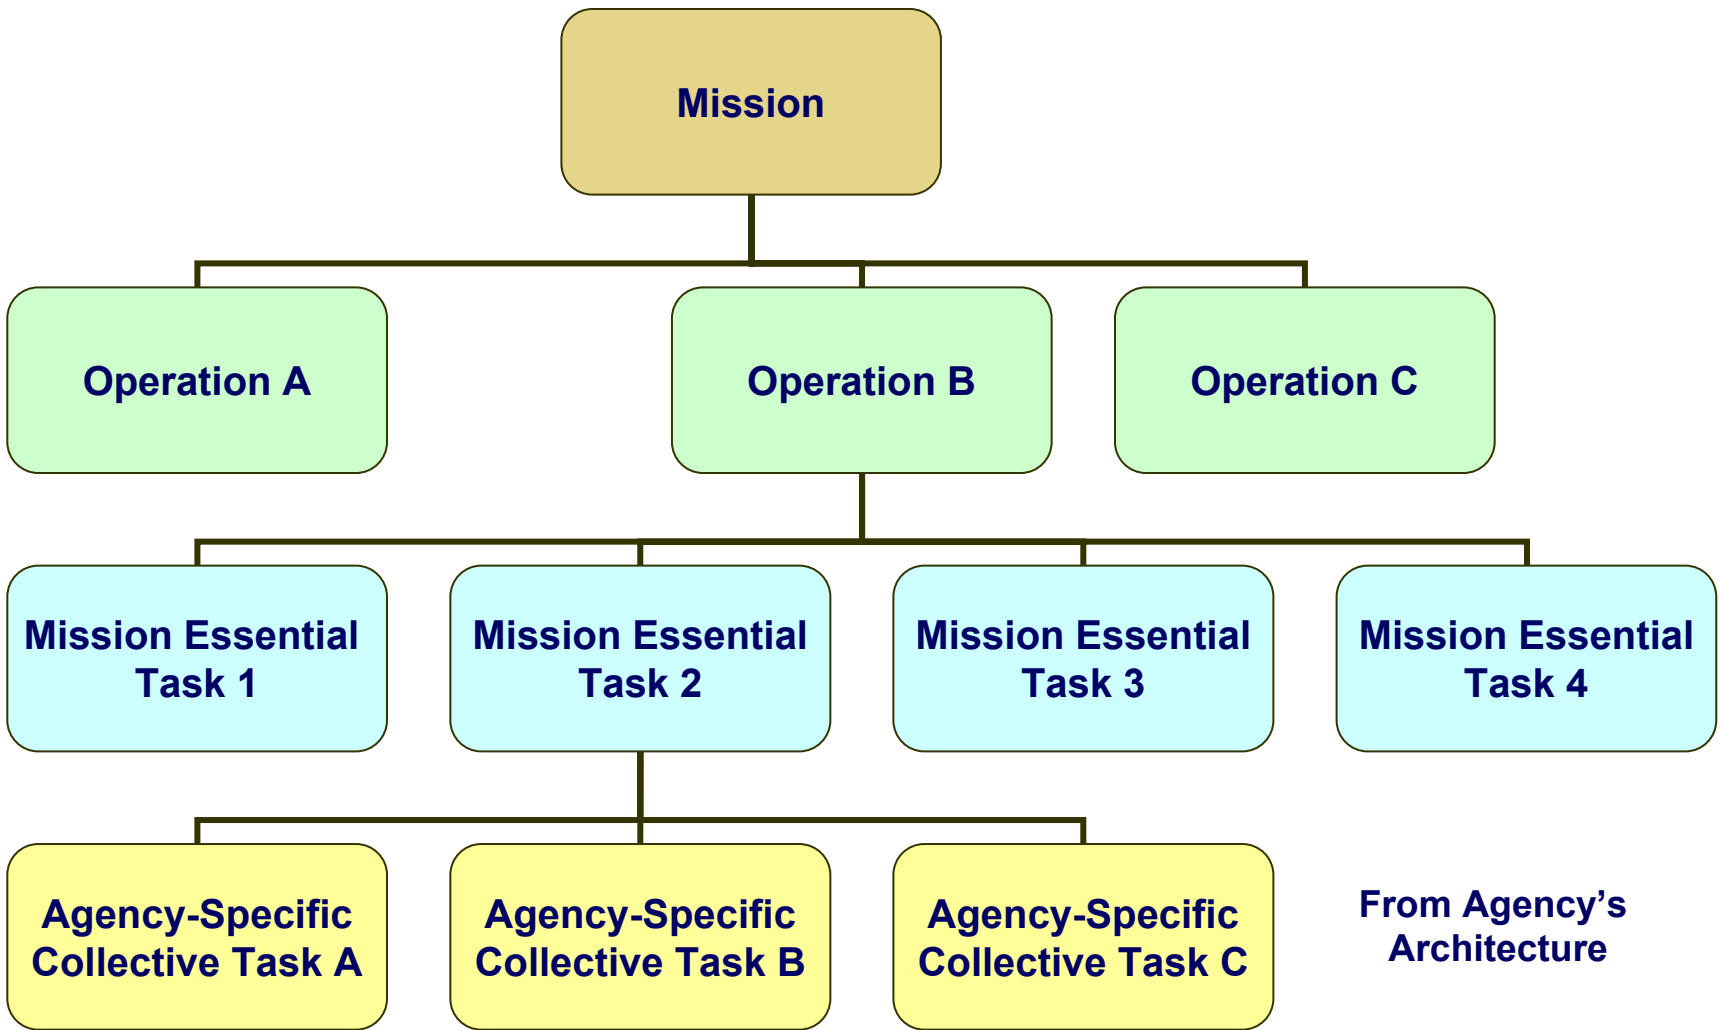 Mission
Operation A
Operation B
Operation C
Mission Essential
Task 1
Mission Essential
Task 2
Mission Essential
Task 3
Mission Essential
Task 4
Agency-Specific
Collective Task A
Agency-Specific
Collective Task B
Agency-Specific
Collective Task C
From Agency's
Architecture